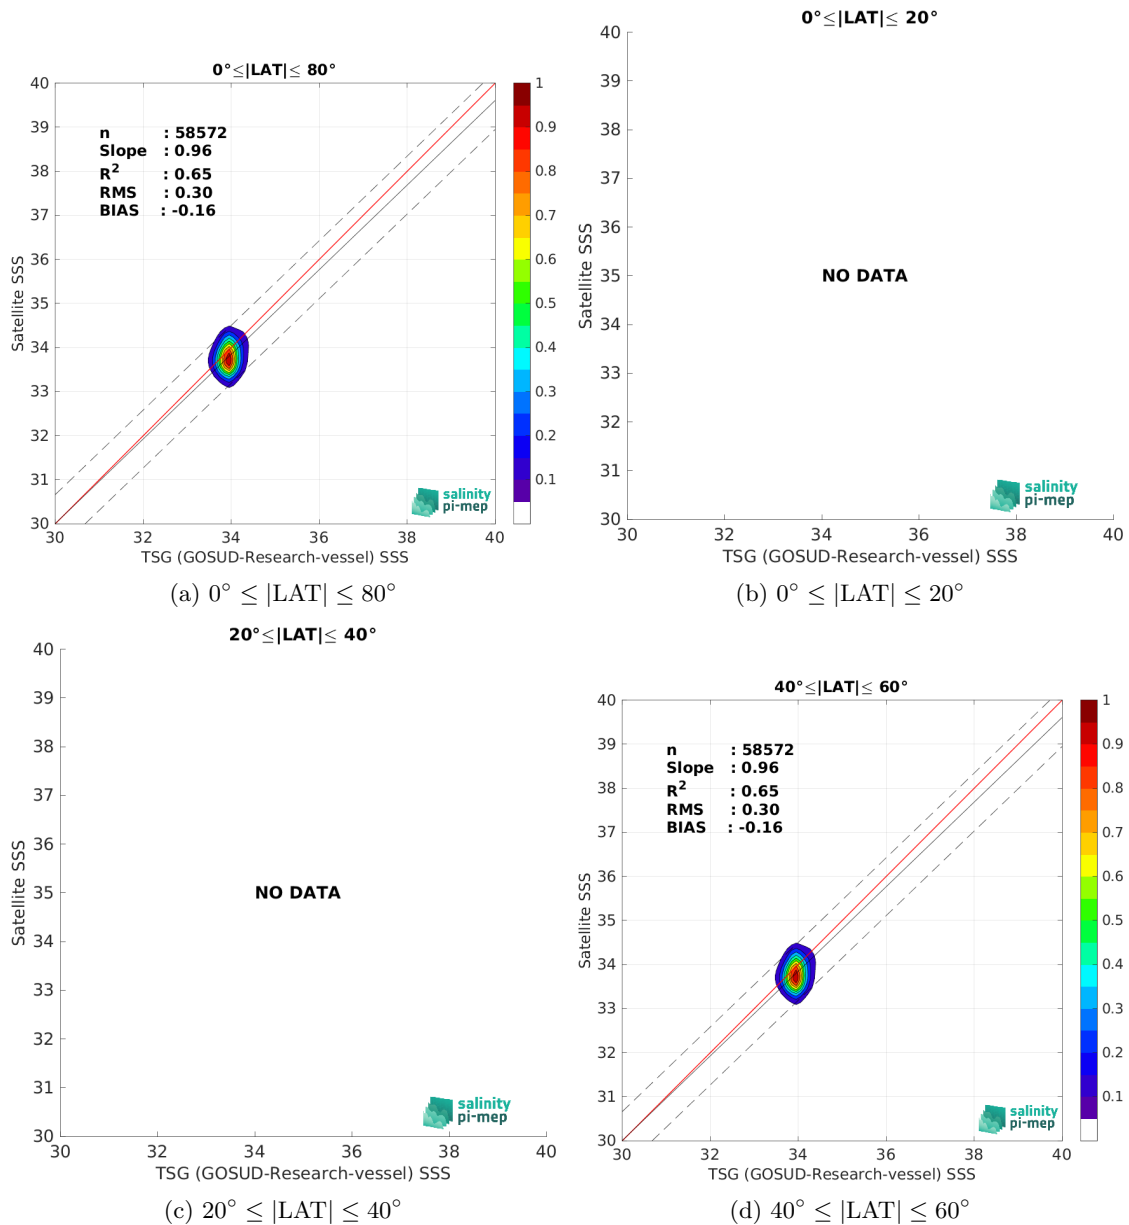 0°≤|LAT|≤ 80°
40
39
38
37
36
35
34
33
32
31
30
Satellite SSS
n : 58572
Slope : 0.96
R² : 0.65
RMS : 0.30
BIAS : -0.16
salinity
pi-mep
30 32 34 36 38 40
TSG (GOSUD-Research-vessel) SSS
1
0.9
0.8
0.7
0.6
0.5
0.4
0.3
0.2
0.1
(a) 0° ≤ |LAT| ≤ 80°
0°≤|LAT|≤ 20°
40
39
38
37
36
35
34
33
32
31
30
Satellite SSS
NO DATA
salinity
pi-mep
30 32 34 36 38 40
TSG (GOSUD-Research-vessel) SSS
(b) 0° ≤ |LAT| ≤ 20°
20°≤|LAT|≤ 40°
40
39
38
37
36
35
34
33
32
31
30
Satellite SSS
NO DATA
salinity
pi-mep
30 32 34 36 38 40
TSG (GOSUD-Research-vessel) SSS
(c) 20° ≤ |LAT| ≤ 40°
40°≤|LAT|≤ 60°
40
39
38
37
36
35
34
33
32
31
30
Satellite SSS
n : 58572
Slope : 0.96
R² : 0.65
RMS : 0.30
BIAS : -0.16
salinity
pi-mep
30 32 34 36 38 40
TSG (GOSUD-Research-vessel) SSS
1
0.9
0.8
0.7
0.6
0.5
0.4
0.3
0.2
0.1
(d) 40° ≤ |LAT| ≤ 60°